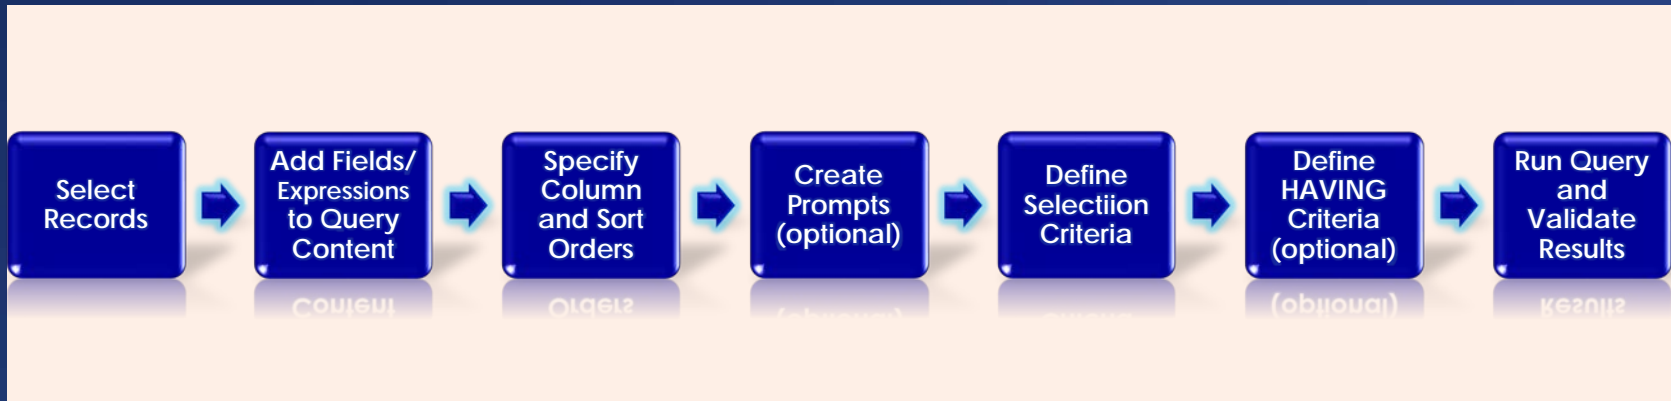 Select
Records
Add Fields/
Expressions
to Query
Content
Specify
Column
and Sort
Orders
Create
Prompts
(optional)
Define
Selectiion
Criteria
Define
HAVING
Criteria
(optional)
Run Query
and
Validate
Results